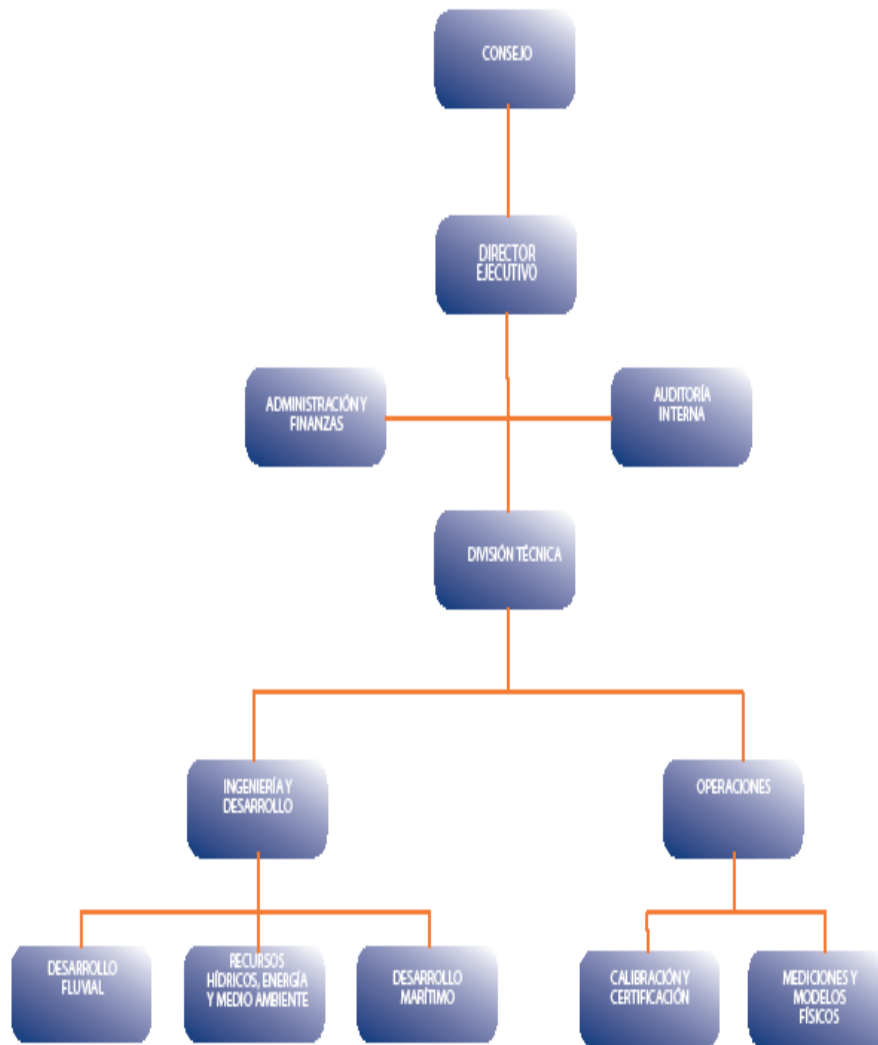 CONSEJO
DIRECTOR
EJECUTIVO
ADMINISTRACIÓN Y
FINANZAS
AUDITORÍA
INTERNA
DIVISIÓN TÉCNICA
INGENIERÍA Y
DESARROLLO
OPERACIONES
DESARROLLO
FLUVIAL
RECURSOS
HÍDRICOS, ENERGÍA
Y MEDIO AMBIENTE
DESARROLLO
MARÍTIMO
CALIBRACIÓN Y
CERTIFICACIÓN
MEDICIONES Y
MODELOS
FÍSICOS